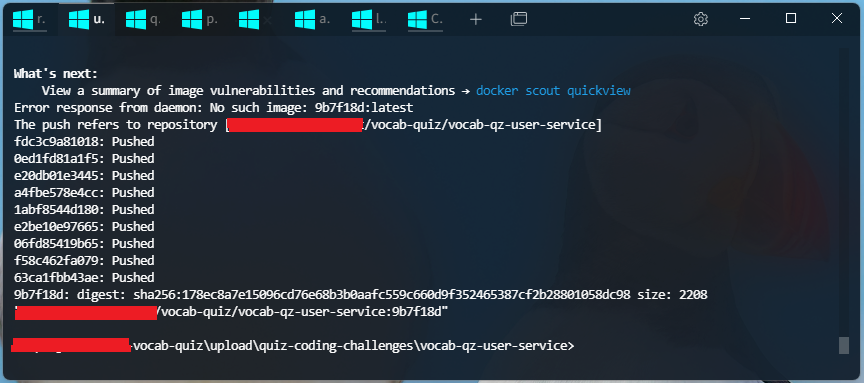 r.
u.
q.
p.
a.
l.
C.
What's next:
View a summary of image vulnerabilities and recommendations → docker scout quickview
Error response from daemon: No such image: 9b7f18d:latest
The push refers to repository [/vocab-quiz/vocab-qz-user-service]
fdc3c9a81018: Pushed
0ed1fd81a1f5: Pushed
e20db01e3445: Pushed
a4fbe578e4cc: Pushed
1abf8544d180: Pushed
e2be10e97665: Pushed
06fd85419b65: Pushed
f58c462fa079: Pushed
63ca1fbb43ae: Pushed
9b7f18d: digest: sha256:178ec8a7e15096cd76e68b3b0aafc559c660d9f352465387cf2b28801058dc98 size: 2208
"/vocab-quiz/vocab-qz-user-service:9b7f18d"
-vocab-quiz\upload\quiz-coding-challenges\vocab-qz-user-service>